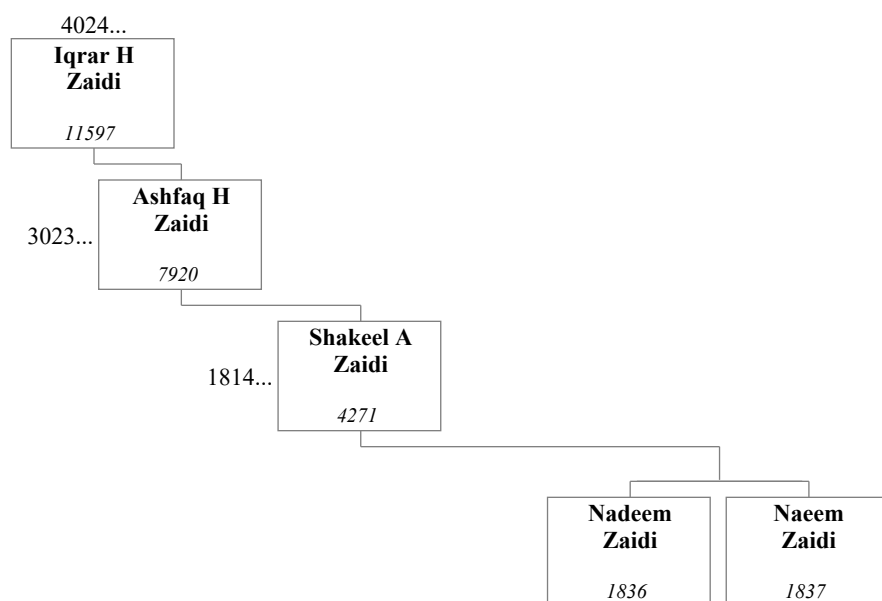 4024...
Iqrar H
Zaidi
11597
Ashfaq H
Zaidi
3023...
7920
Shakeel A
Zaidi
1814...
4271
Nadeem
Zaidi
1836
Naeem
Zaidi
1837